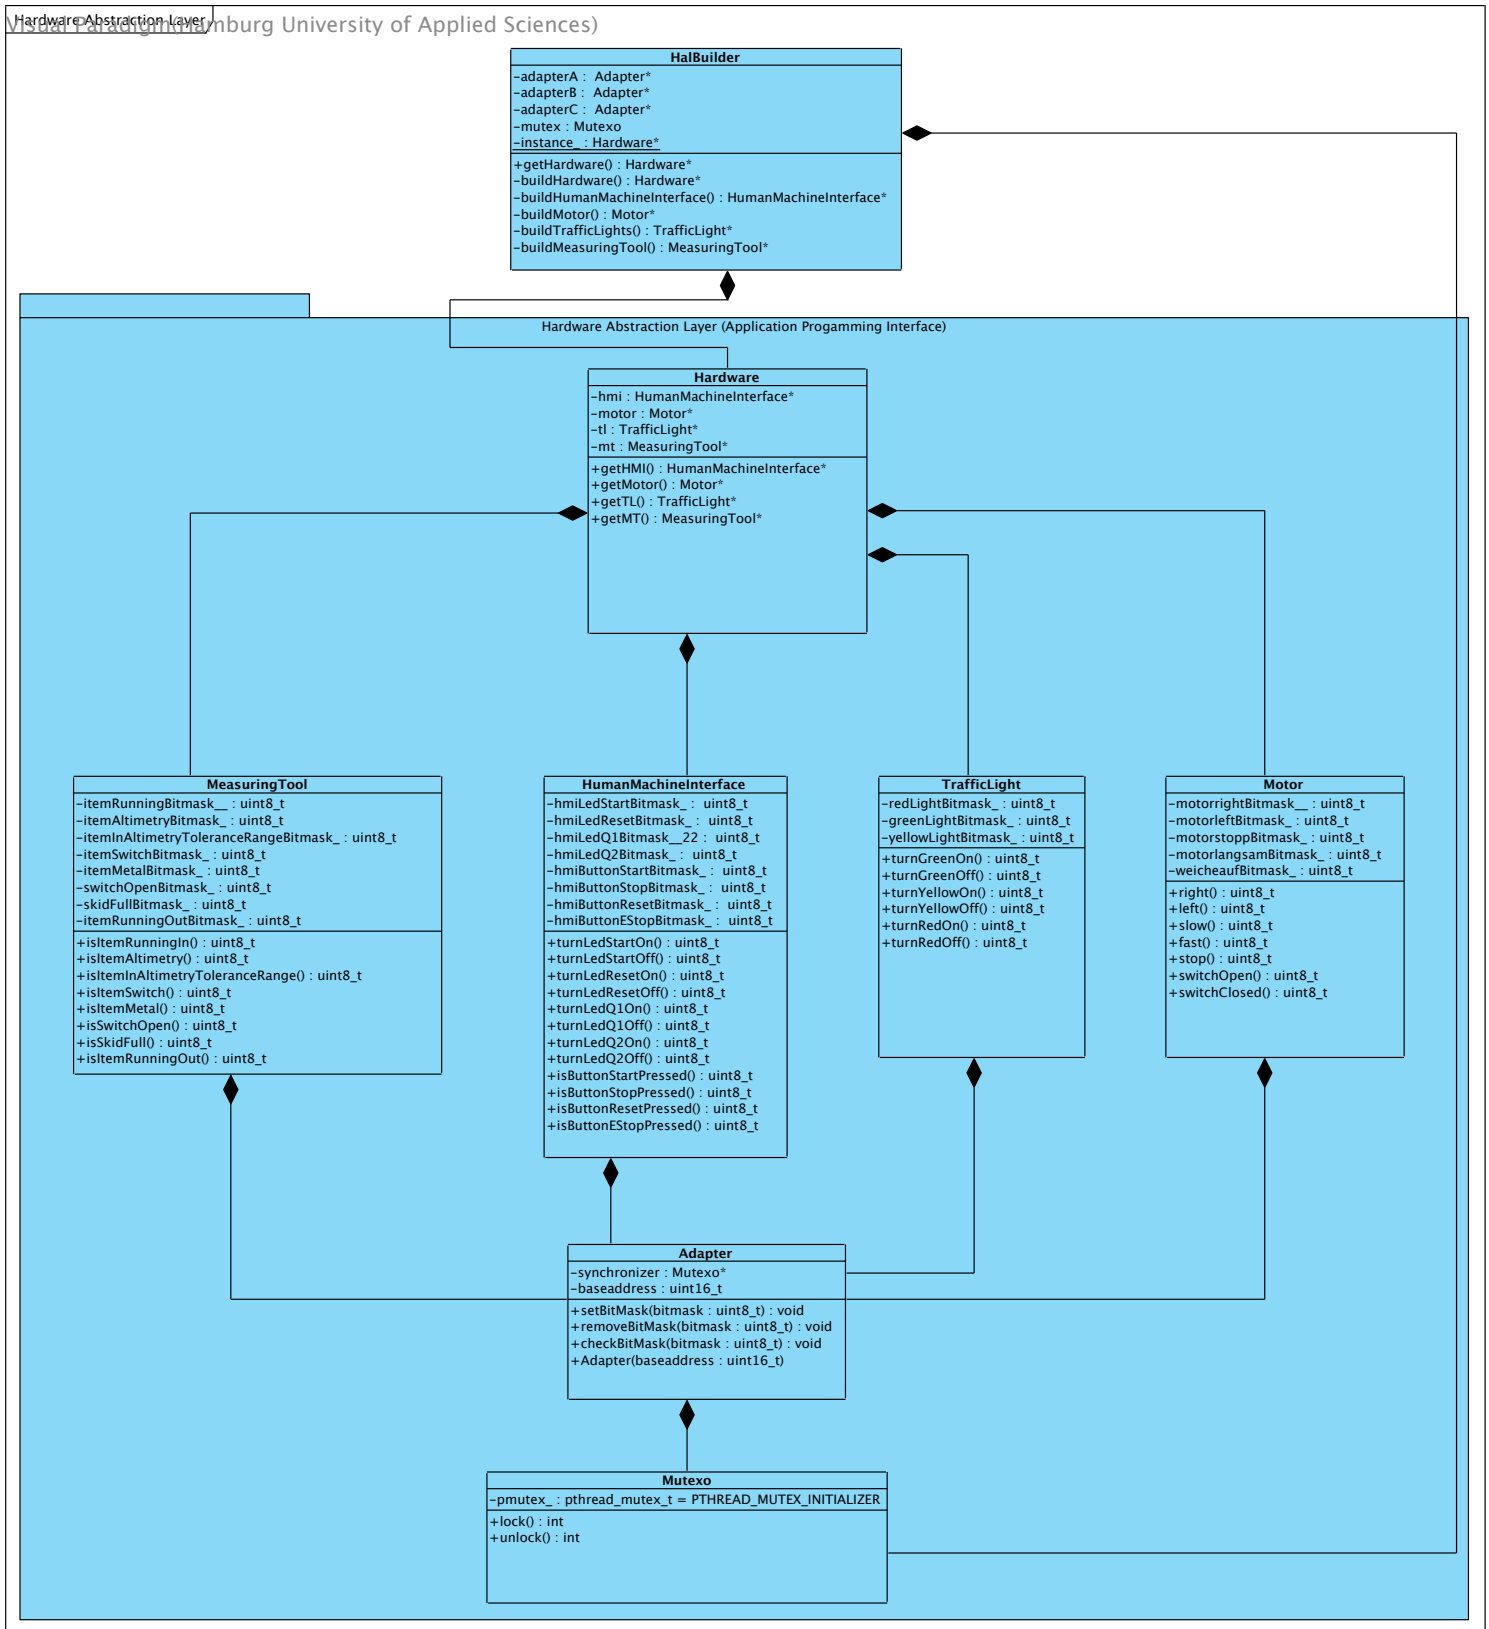 Hardware Abstraction Layer
Visual Paradigm(Hamburg University of Applied Sciences)
HalBuilder
-adapterA : Adapter*
-adapterB : Adapter*
-adapterC : Adapter*
-mutex : Mutexo
-instance_ : Hardware*
+getHardware() : Hardware*
-buildHardware() : Hardware*
-buildHumanMachineInterface() : HumanMachineInterface*
-buildMotor() : Motor*
-buildTrafficLights() : TrafficLight*
-buildMeasuringTool() : MeasuringTool*
Hardware Abstraction Layer (Application Progamming Interface)
Hardware
-hmi : HumanMachineInterface*
-motor : Motor*
-tl : TrafficLight*
-mt : MeasuringTool*
+getHMI() : HumanMachineInterface*
+getMotor() : Motor*
+getTL() : TrafficLight*
+getMT() : MeasuringTool*
MeasuringTool
-itemRunningBitmask__ : uint8_t
-itemAltimetryBitmask_ : uint8_t
-itemInAltimetryToleranceRangeBitmask_ : uint8_t
-itemSwitchBitmask_ : uint8_t
-itemMetalBitmask_ : uint8_t
-switchOpenBitmask_ : uint8_t
-skidFullBitmask_ : uint8_t
-itemRunningOutBitmask_ : uint8_t
+isItemRunningIn() : uint8_t
+isItemAltimetry() : uint8_t
+isItemInAltimetryToleranceRange() : uint8_t
+isItemSwitch() : uint8_t
+isItemMetal() : uint8_t
+isSwitchOpen() : uint8_t
+isSkidFull() : uint8_t
+isItemRunningOut() : uint8_t
HumanMachineInterface
-hmiLedStartBitmask_ : uint8_t
-hmiLedResetBitmask_ : uint8_t
-hmiLedQ1Bitmask__22 : uint8_t
-hmiLedQ2Bitmask_ : uint8_t
-hmiButtonStartBitmask_ : uint8_t
-hmiButtonStopBitmask_ : uint8_t
-hmiButtonResetBitmask_ : uint8_t
-hmiButtonEStopBitmask_ : uint8_t
+turnLedStartOn() : uint8_t
+turnLedStartOff() : uint8_t
+turnLedResetOn() : uint8_t
+turnLedResetOff() : uint8_t
+turnLedQ1On() : uint8_t
+turnLedQ1Off() : uint8_t
+turnLedQ2On() : uint8_t
+turnLedQ2Off() : uint8_t
+isButtonStartPressed() : uint8_t
+isButtonStopPressed() : uint8_t
+isButtonResetPressed() : uint8_t
+isButtonEStopPressed() : uint8_t
TrafficLight
-redLightBitmask_ : uint8_t
-greenLightBitmask_ : uint8_t
-yellowLightBitmask_ : uint8_t
+turnGreenOn() : uint8_t
+turnGreenOff() : uint8_t
+turnYellowOn() : uint8_t
+turnYellowOff() : uint8_t
+turnRedOn() : uint8_t
+turnRedOff() : uint8_t
Motor
-motorrightBitmask__ : uint8_t
-motorleftBitmask_ : uint8_t
-motorstoppBitmask_ : uint8_t
-motorlangsamBitmask_ : uint8_t
-weicheaufBitmask_ : uint8_t
+right() : uint8_t
+left() : uint8_t
+slow() : uint8_t
+fast() : uint8_t
+stop() : uint8_t
+switchOpen() : uint8_t
+switchClosed() : uint8_t
Adapter
-synchronizer : Mutexo*
-baseaddress : uint16_t
+setBitMask(bitmask : uint8_t) : void
+removeBitMask(bitmask : uint8_t) : void
+checkBitMask(bitmask : uint8_t) : void
+Adapter(baseaddress : uint16_t)
Mutexo
-pmutex_ : pthread_mutex_t = PTHREAD_MUTEX_INITIALIZER
+lock() : int
+unlock() : int